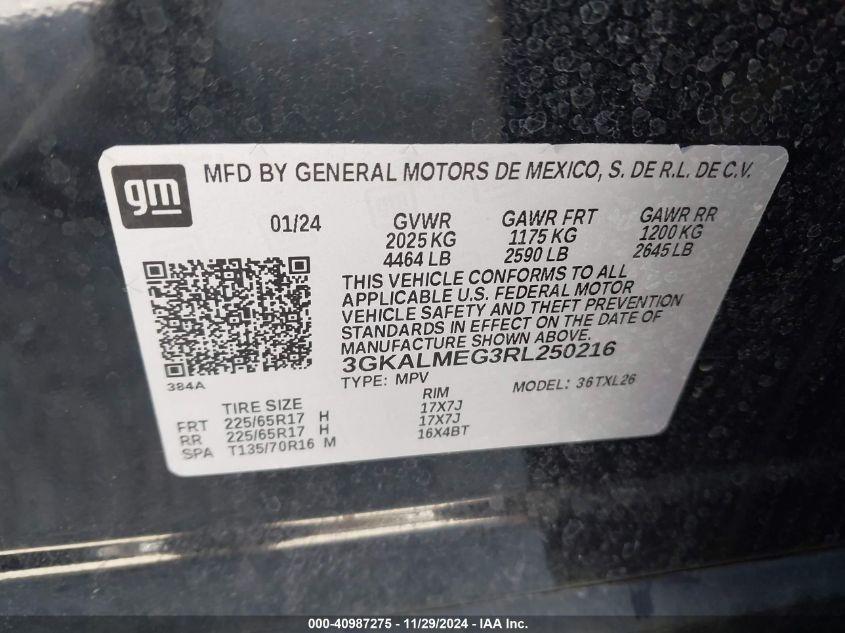 gm
MFD BY GENERAL MOTORS DE MEXICO, S. DE R.L. DE C.V.
01/24 GVWR GAWR FRT GAWR RR
2025 KG 1175 KG 1200 KG
4464 LB 2590 LB 2645 LB
THIS VEHICLE CONFORMS TO ALL
APPLICABLE U.S. FEDERAL MOTOR
VEHICLE SAFETY AND THEFT PREVENTION
STANDARDS IN EFFECT ON THE DATE OF
MANUFACTURE SHOWN ABOVE.
3GKALMEG3RL250216
384A
TYPE: MPV MODEL: 36TXL26
TIRE SIZE RIM
FRT 225/65R17 H 17X7J
RR 225/65R17 H 17X7J
SPA T135/70R16 M 16X4BT
000-40987275 - 11/29/2024 - IAA Inc.